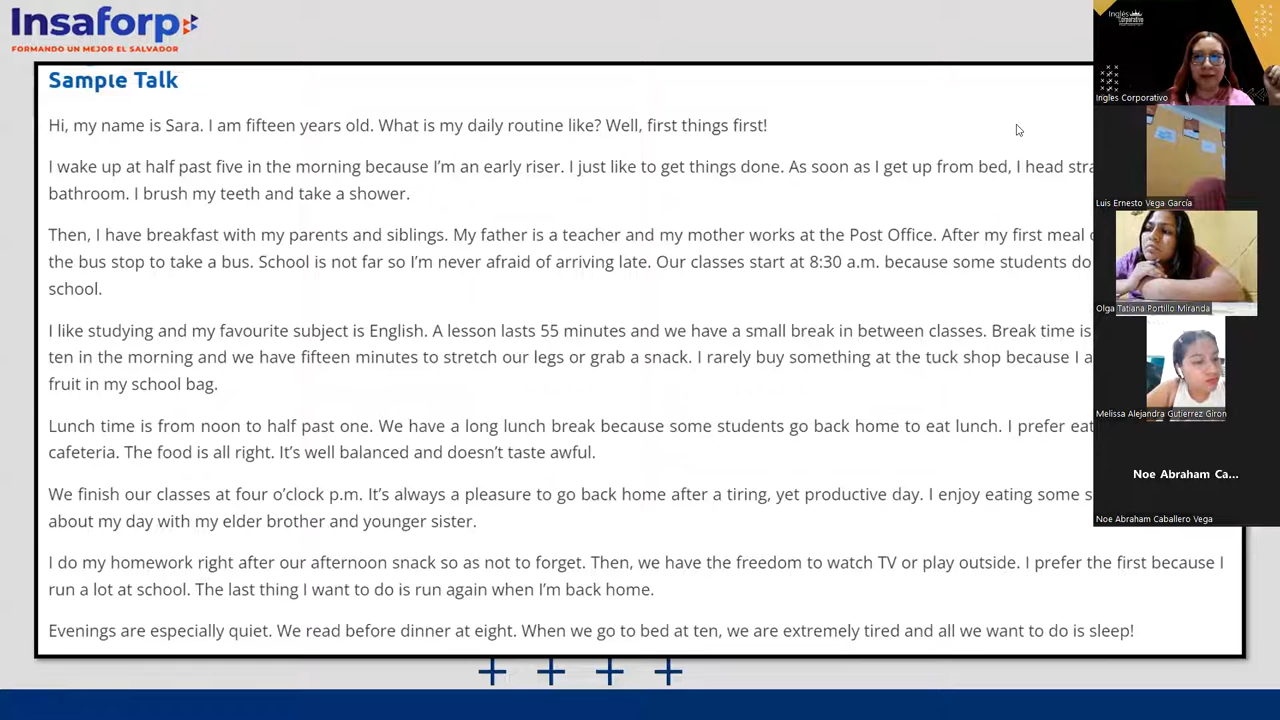 Insaforp
FORMANDO UN MEJOR EL SALVADOR
Sample Talk
Hi, my name is Sara. I am fifteen years old. What is my daily routine like? Well, first things first!
I wake up at half past five in the morning because I'm an early riser. I just like to get things done. As soon as I get up from bed, I head
bathroom. I brush my teeth and take a shower.
Then, I have breakfast with my parents and siblings. My father is a teacher and my mother works at the Post Office. After my first meal
the bus stop to take a bus. School is not far so I'm never afraid of arriving late. Our classes start at 8:30 a.m. because some students do
school.
I like studying and my favourite subject is English. A lesson lasts 55 minutes and we have a small break in between classes. Break time is
ten in the morning and we have fifteen minutes to stretch our legs or grab a snack. I rarely buy something at the tuck shop because I
fruit in my school bag.
Lunch time is from noon to half past one. We have a long lunch break because some students go back home to eat lunch. I prefer
cafeteria. The food is all right. It's well balanced and doesn't taste awful.
We finish our classes at four o'clock p.m. It's always a pleasure to go back home after a tiring, yet productive day. I enjoy eating some
about my day with my elder brother and younger sister.
I do my homework right after our afternoon snack so as not to forget. Then, we have the freedom to watch TV or play outside. I prefer the first because I
run a lot at school. The last thing I want to do is run again when I'm back home.
Evenings are especially quiet. We read before dinner at eight. When we go to bed at ten, we are extremely tired and all we want to do is sleep!
Inglés
Corporativo
Ingles Corporativo
Luis Ernesto Vega García
Olga Tatiana Portillo Miranda
Melissa Alejandra Gutierrez Giron
Noe Abraham Ca...
Noe Abraham Caballero Vega